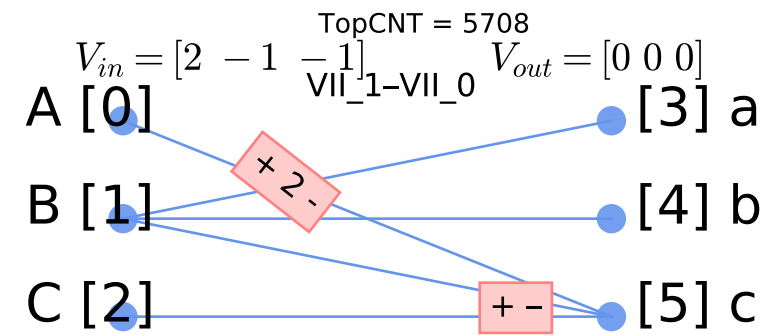 TopCNT = 5708
V_in = [2 −1 −1] V_out = [0 0 0]
VII_1–VII_0
A [0] [3] a
+ 2 -
B [1] [4] b
C [2] + − [5] c